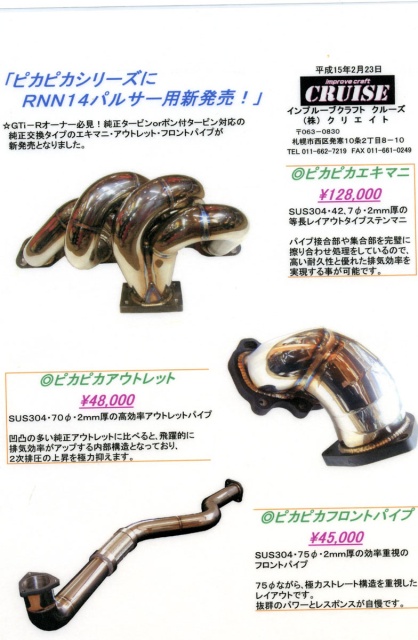 平成15年2月23日
「ピカピカシリーズに
RNN14パルサー用新発売！」
improve craft
CRUISE
インプルーブクラフト クルーズ
（株）クリエイト
〒063-0830
札幌市西区発寒10条2丁目8-10
TEL 011-662-7219 FAX 011-661-0249
☆GTi-Rオーナー必見！純正タービンorポン付タービン対応の
純正交換タイプのエキマニ・アウトレット・フロントパイプが
新発売となりました。
◎ピカピカエキマニ
¥128,000
SUS304・42.7φ・2mm厚の
等長レイアウトタイプステンマニ
パイプ接合部や集合部を完璧に
擦り合わせ処理をしているので、
高い耐久性と優れた排気効率を
実現する事が可能です。
◎ピカピカアウトレット
¥48,000
SUS304・70φ・2mm厚の高効率アウトレットパイプ
凹凸の多い純正アウトレットに比べると、飛躍的に
排気効率がアップする内部構造となっており、
2次排圧の上昇を極力抑えます。
◎ピカピカフロントパイプ
¥45,000
SUS304・75φ・2mm厚の効率重視の
フロントパイプ
75φながら、極力ストレート構造を重視した
レイアウトです。
抜群のパワーとレスポンスが自慢です。